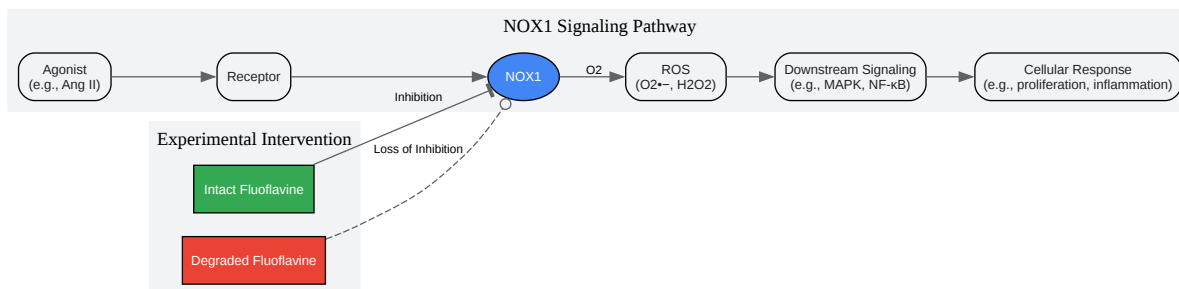 NOX1 Signaling Pathway
Agonist
(e.g., Ang II)
Receptor
NOX1
O2
ROS
(O2•−, H2O2)
Downstream Signaling
(e.g., MAPK, NF-κB)
Cellular Response
(e.g., proliferation, inflammation)
Inhibition
Experimental Intervention
Loss of Inhibition
Intact Fluoflavine
Degraded Fluoflavine